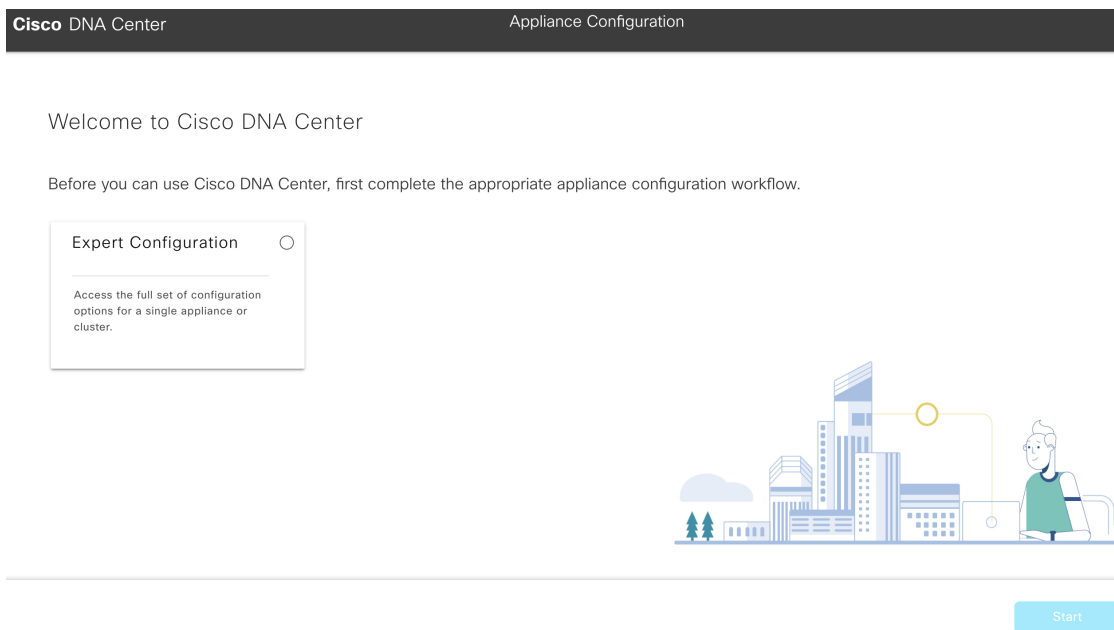 Cisco DNA Center
Appliance Configuration
Welcome to Cisco DNA Center
Before you can use Cisco DNA Center, first complete the appropriate appliance configuration workflow.
Expert Configuration
Access the full set of configuration
options for a single appliance or
cluster.
Start